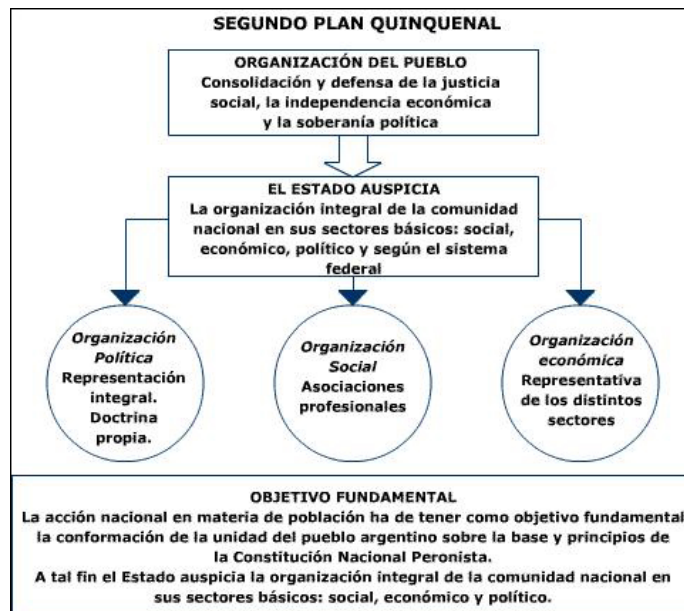 SEGUNDO PLAN QUINQUENAL
ORGANIZACIÓN DEL PUEBLO
Consolidación y defensa de la justicia
social, la independencia económica
y la soberanía política
EL ESTADO AUSPICIA
La organización integral de la comunidad
nacional en sus sectores básicos: social,
económico, político y según el sistema
federal
Organización
Política
Representación
integral.
Doctrina
propia.
Organización
Social
Asociaciones
profesionales
Organización
económica
Representativa
de los distintos
sectores
OBJETIVO FUNDAMENTAL
La acción nacional en materia de población ha de tener como objetivo fundamental
la conformación de la unidad del pueblo argentino sobre la base y principios de
la Constitución Nacional Peronista.
A tal fin el Estado auspicia la organización integral de la comunidad nacional en
sus sectores básicos: social, económico y político.